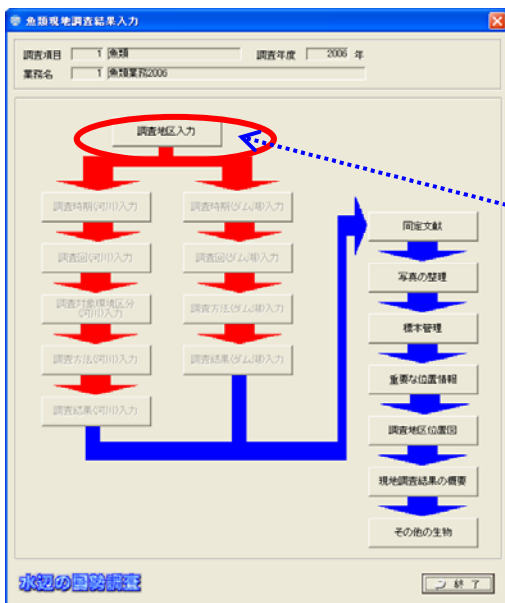 魚類現地調査結果入力
調査項目 1 魚類 調査年度 2006 年
業務名 1 魚類業務2006
調査地区入力
調査時期(河川)入力
調査回(河川)入力
調査対象環境区分
(河川)入力
調査方法(河川)入力
調査結果(河川)入力
調査時期(ダム湖)入力
調査回(ダム湖)入力
調査方法(ダム湖)入力
調査結果(ダム湖)入力
同定文献
写真の整理
標本管理
重要な位置情報
調査地区位置図
現地調査結果の概要
その他の生物
水辺の国勢調査
終 了